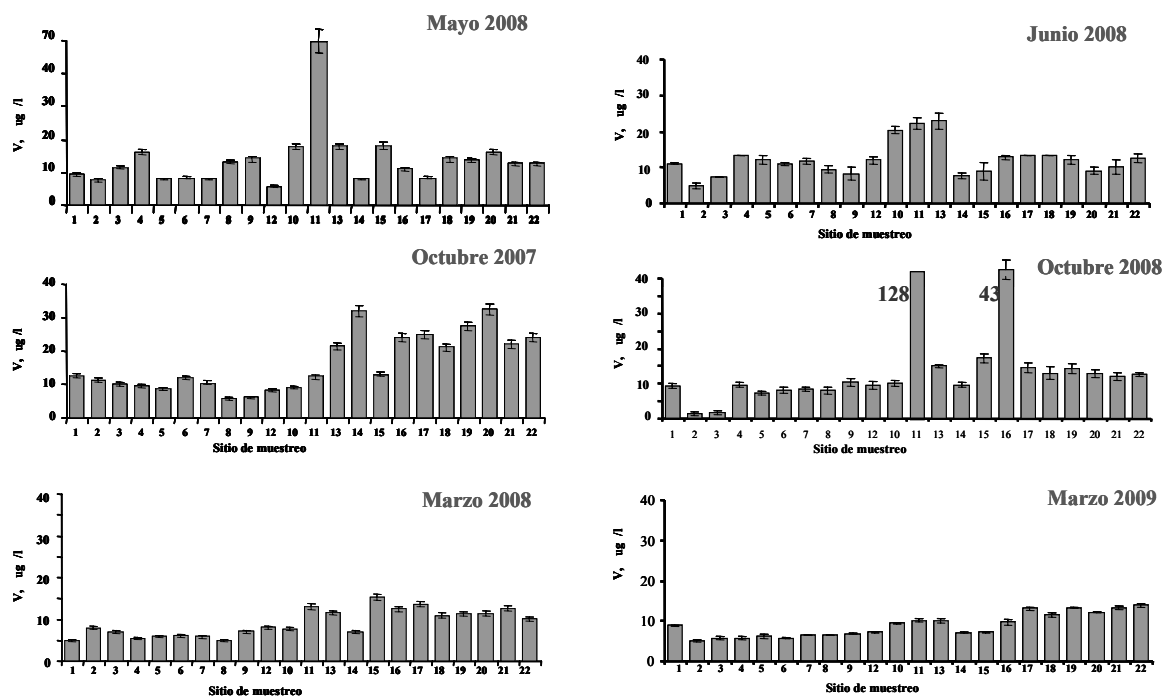 Mayo 2008
V, ug /l
70
30
20
20
10
0
1 2 3 4 5 6 7 8 9 12 10 11 13 14 15 16 17 18 19 20 21 22
Junio 2008
V, ug /l
40
30
20
10
0
1 2 3 4 5 6 7 8 9 12 10 11 13 14 15 16 17 18 19 20 21 22
Sitio de muestreo
Octubre 2007
V, ug /l
40
30
20
10
0
1 2 3 4 5 6 7 8 9 12 10 11 13 14 15 16 17 18 19 20 21 22
Sitio de muestreo
Octubre 2008
V, ug /l
40
30
20
10
0
128
43
1 2 3 4 5 6 7 8 9 12 10 11 13 14 15 16 17 18 19 20 21 22
Sitio de muestreo
Marzo 2008
V, ug /l
40
40
20
10
0
1 2 3 4 5 6 7 8 9 12 10 11 13 14 15 16 17 18 19 20 21 22
Sitio de muestreo
Marzo 2009
V, ug /l
40
30
20
10
0
1 2 3 4 5 6 7 8 9 12 10 11 13 14 15 16 17 18 19 20 21 22
Sitio de muestreo